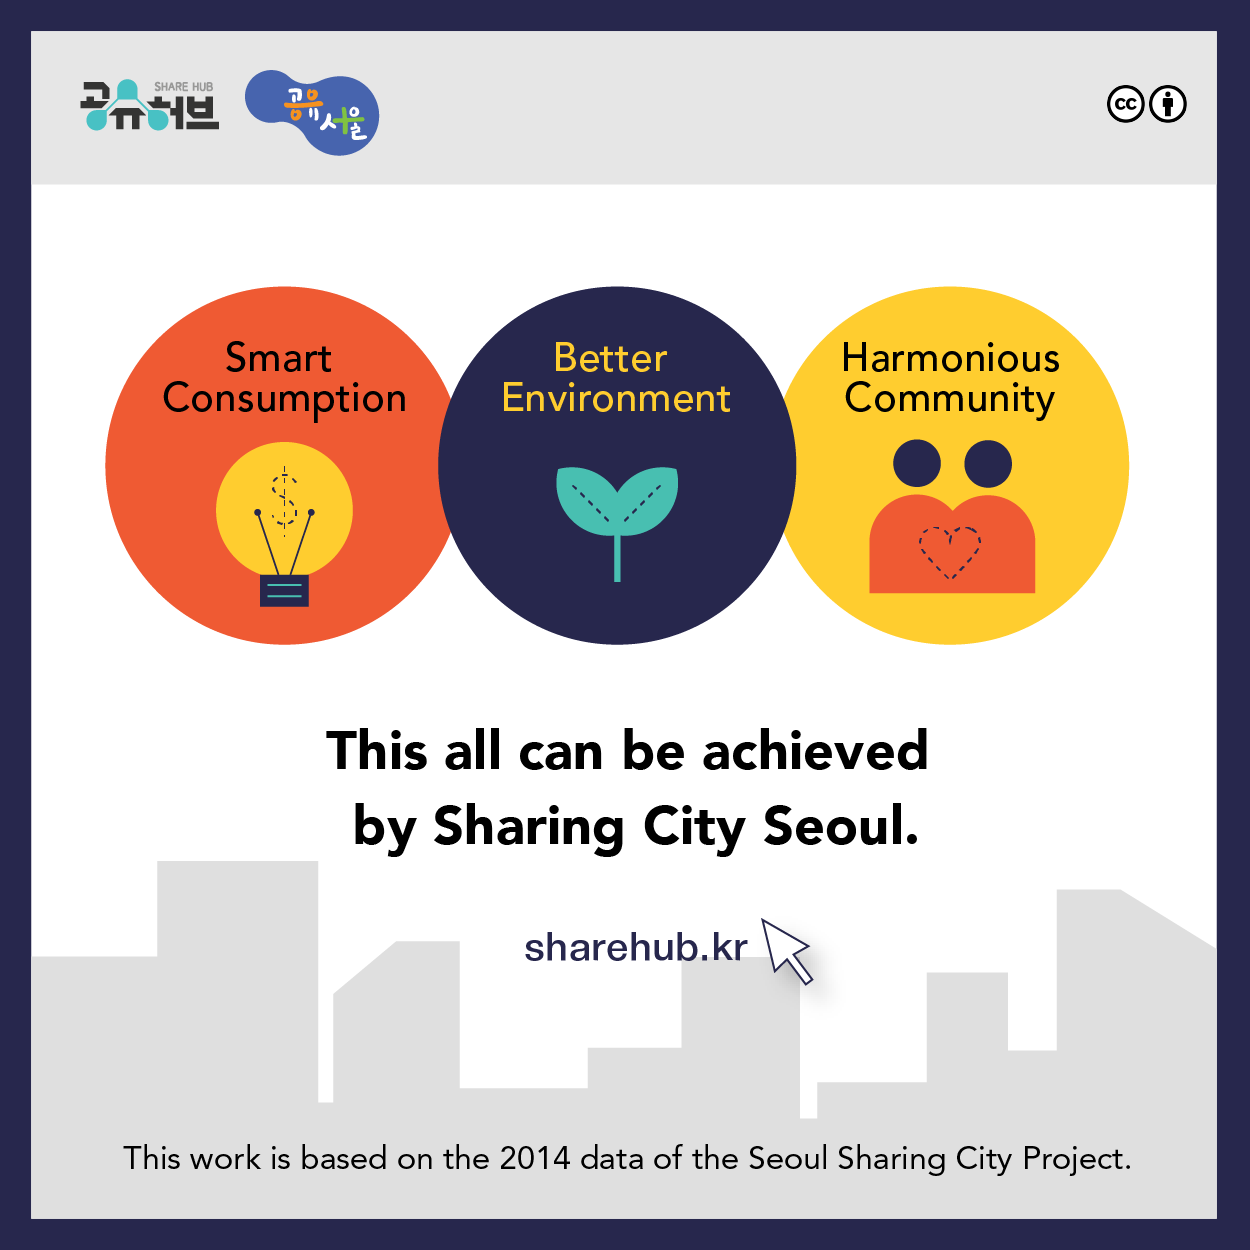 공유허브
SHARE HUB
공유
서울
cc
Smart
Consumption
$
Better
Environment
Harmonious
Community
This all can be achieved
by Sharing City Seoul.
sharehub.kr
This work is based on the 2014 data of the Seoul Sharing City Project.